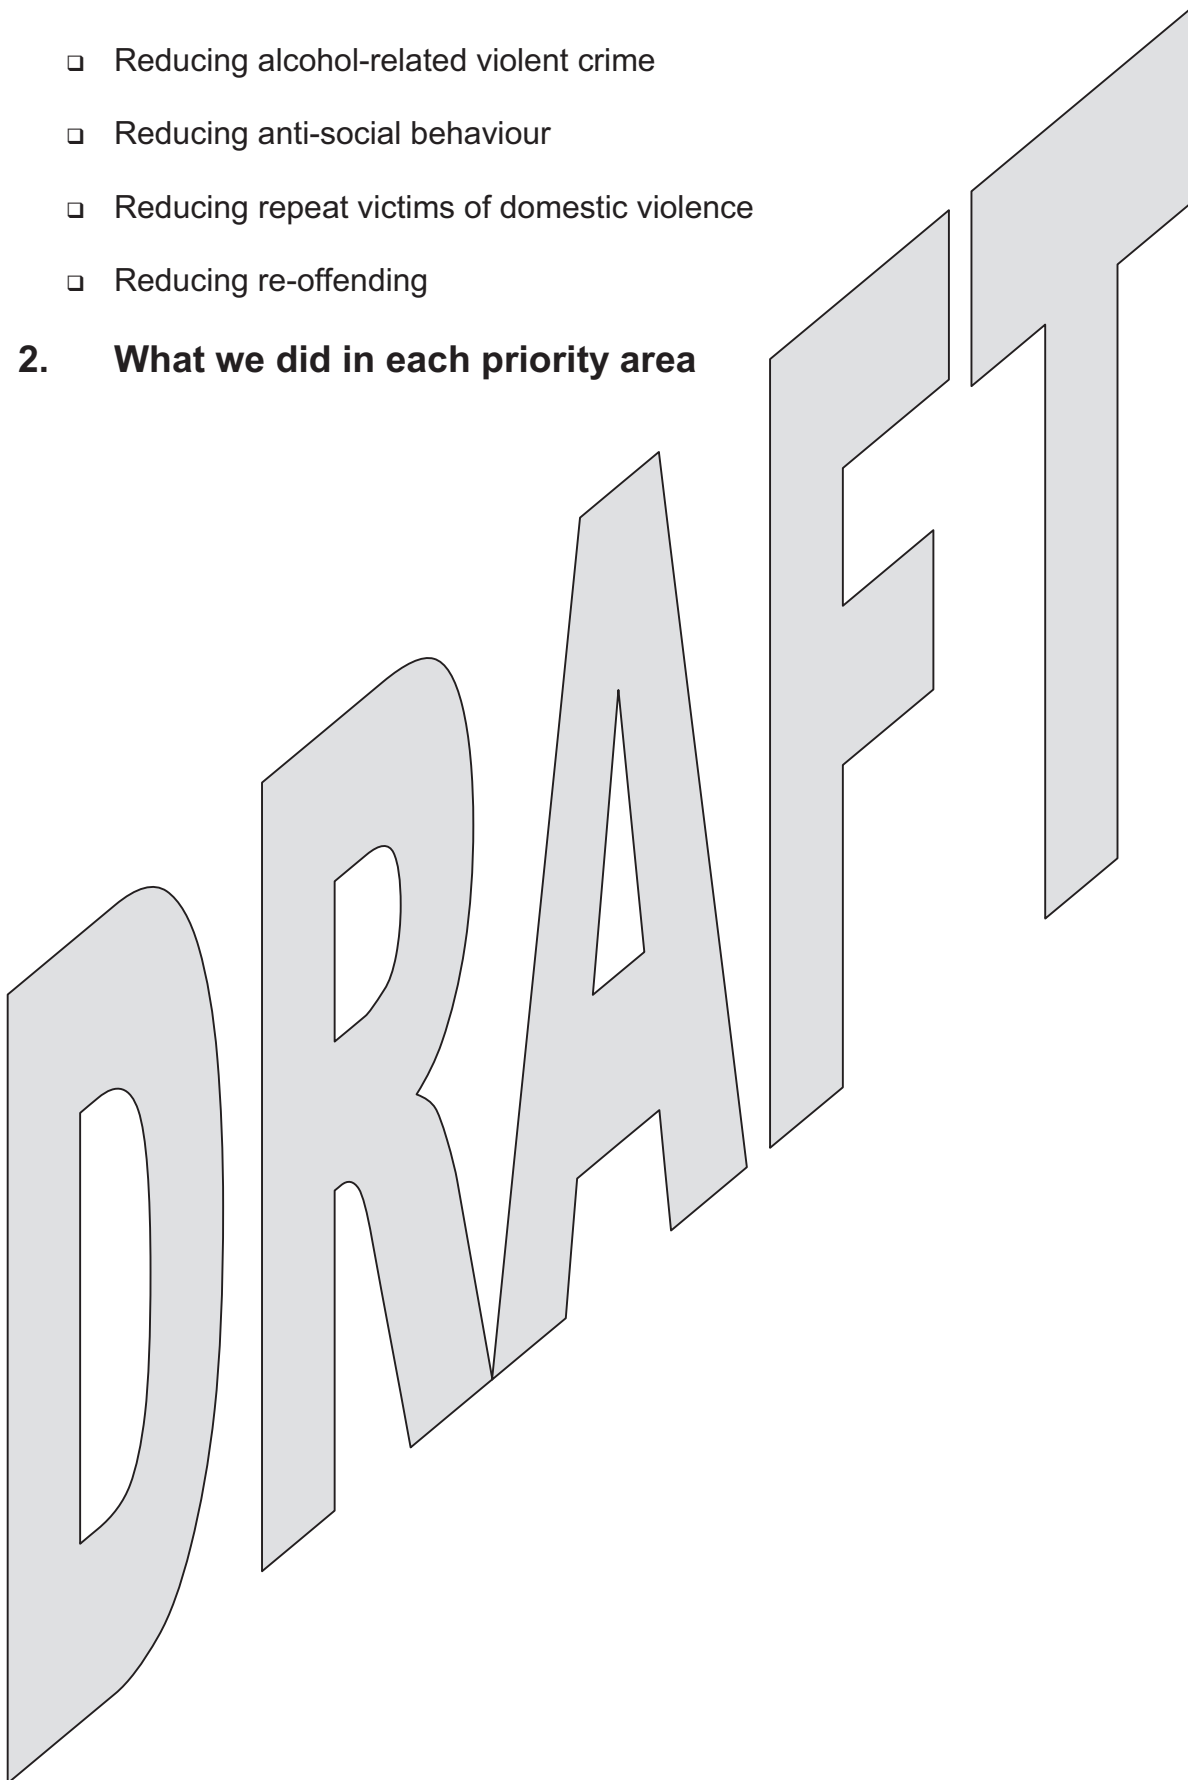 ❑ Reducing alcohol-related violent crime
❑ Reducing anti-social behaviour
❑ Reducing repeat victims of domestic violence
❑ Reducing re-offending
2. What we did in each priority area
DRAFT